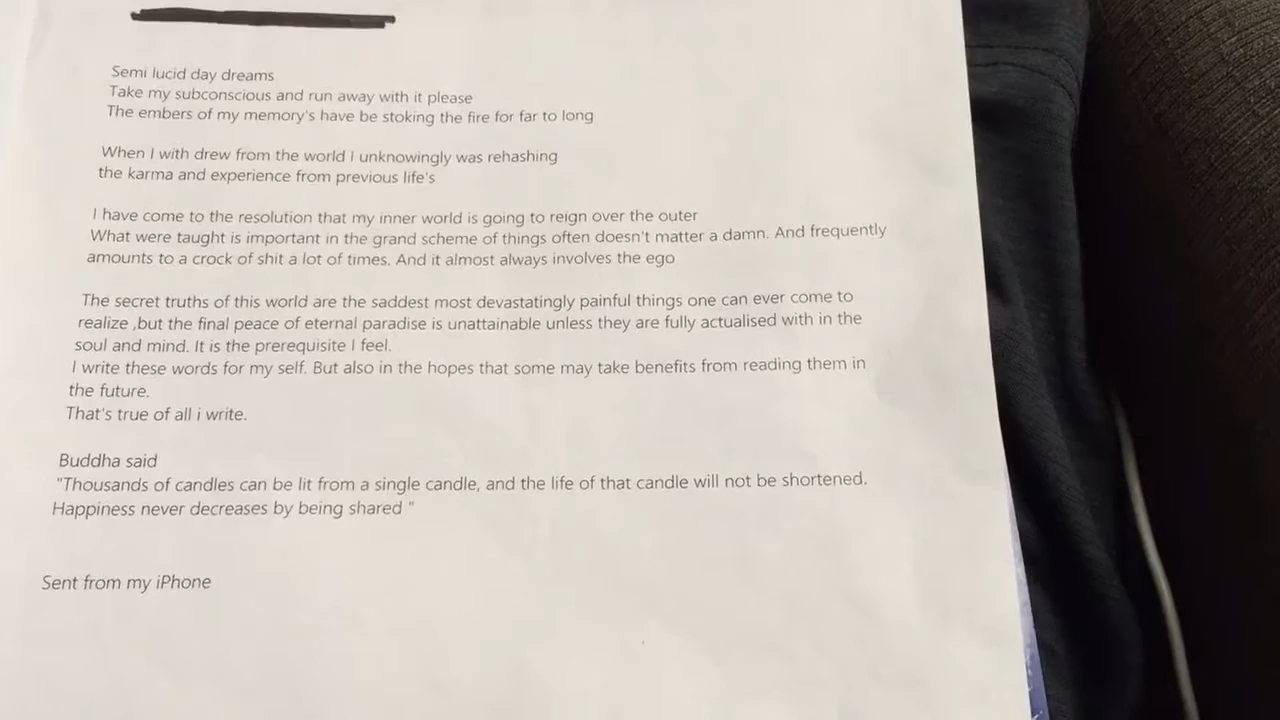 Semi lucid day dreams
Take my subconscious and run away with it please
The embers of my memory's have be stoking the fire for far to long
When I with drew from the world I unknowingly was rehashing
the karma and experience from previous life's
I have come to the resolution that my inner world is going to reign over the outer
What were taught is important in the grand scheme of things often doesn't matter a damn. And frequently
amounts to a crock of shit a lot of times. And it almost always involves the ego
The secret truths of this world are the saddest most devastatingly painful things one can ever come to
realize ,but the final peace of eternal paradise is unattainable unless they are fully actualised with in the
soul and mind. It is the prerequisite I feel.
I write these words for my self. But also in the hopes that some may take benefits from reading them in
the future.
That's true of all i write.
Buddha said
"Thousands of candles can be lit from a single candle, and the life of that candle will not be shortened.
Happiness never decreases by being shared "
Sent from my iPhone